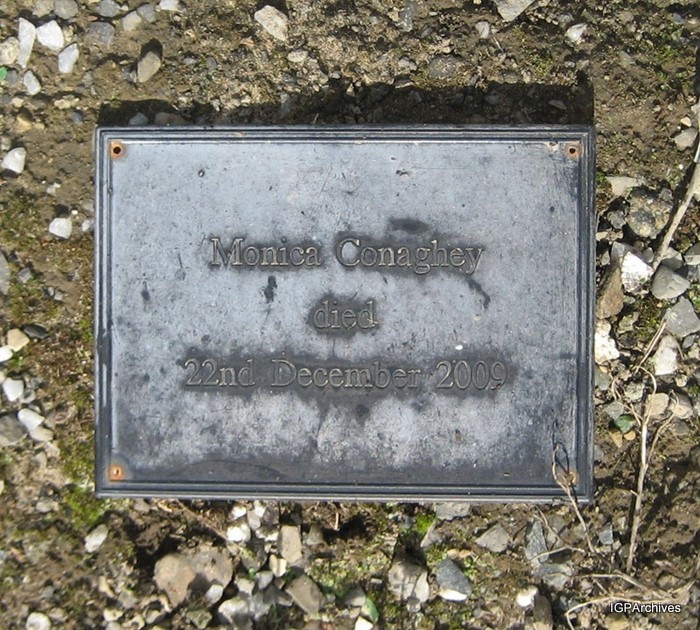 Monica Conaghey
died
22nd December 2009
IGPArchives